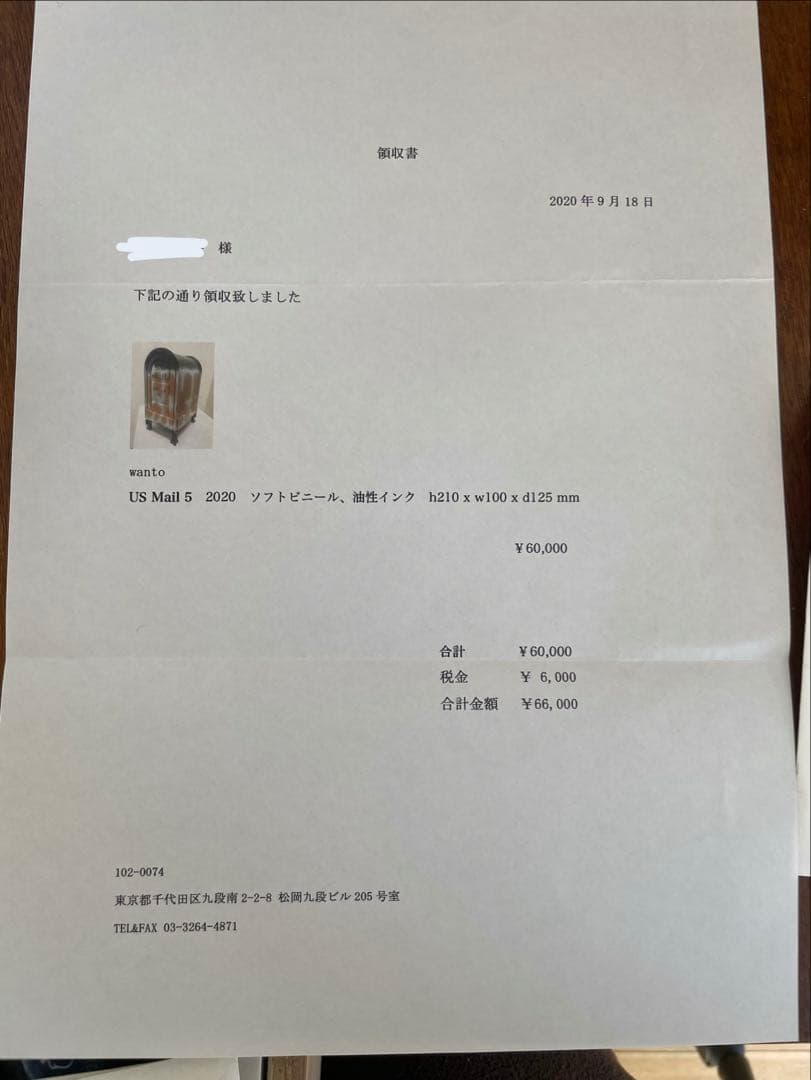 領収書
2020 年 9 月 18 日
様
下記の通り領収致しました
wanto
US Mail 5　2020　ソフトビニール、油性インク　h210 x w100 x d125 mm
￥60,000
合計　￥60,000
税金　￥ 6,000
合計金額　￥66,000
102-0074
東京都千代田区九段南 2-2-8 松岡九段ビル 205 号室
TEL&FAX 03-3264-4871